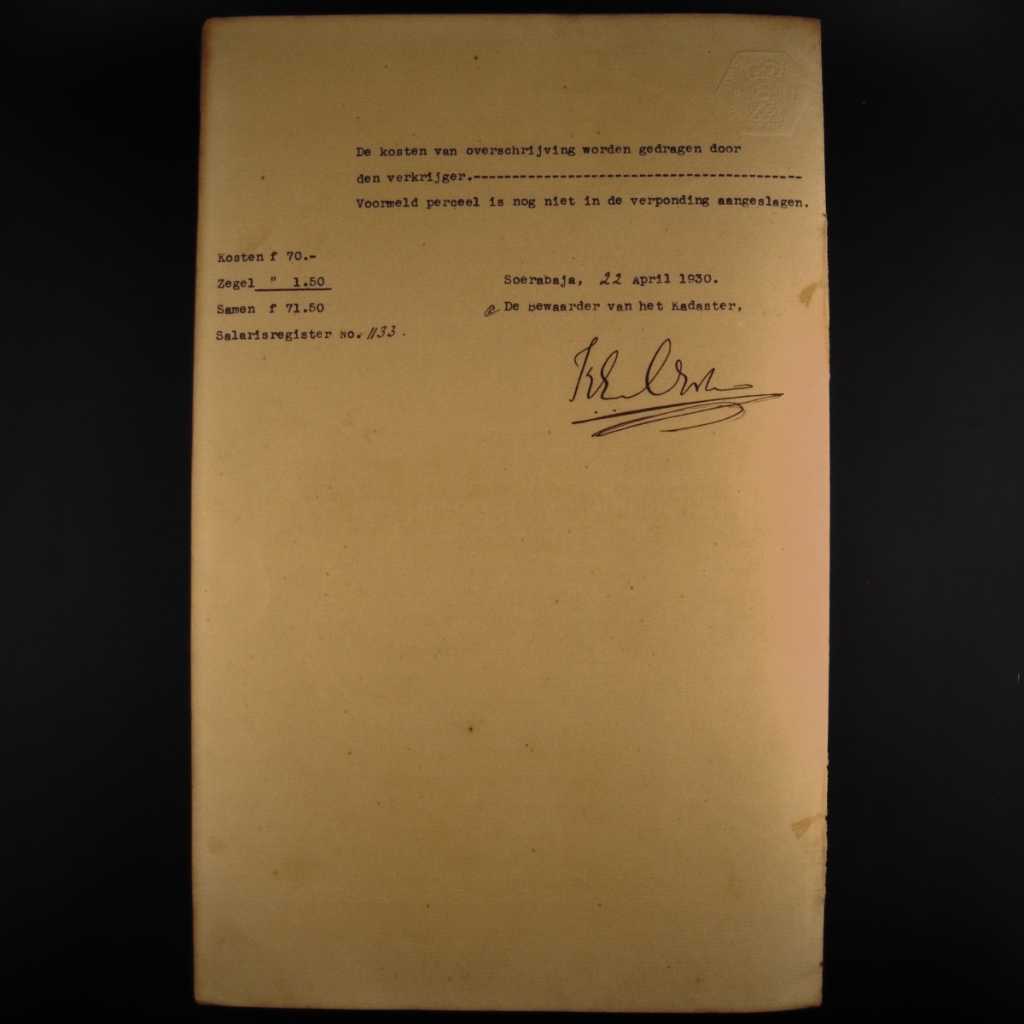 De kosten van overschrijving worden gedragen door
den verkrijger.-----------------------------------------
Voormeld perceel is nog niet in de verponding aangeslagen.
Kosten f 70.-
Zegel " 1.50
Samen f 71.50
Salarisregister No. 1133.
Soerabaja, 22 April 1930.
De Bewaarder van het Kadaster,